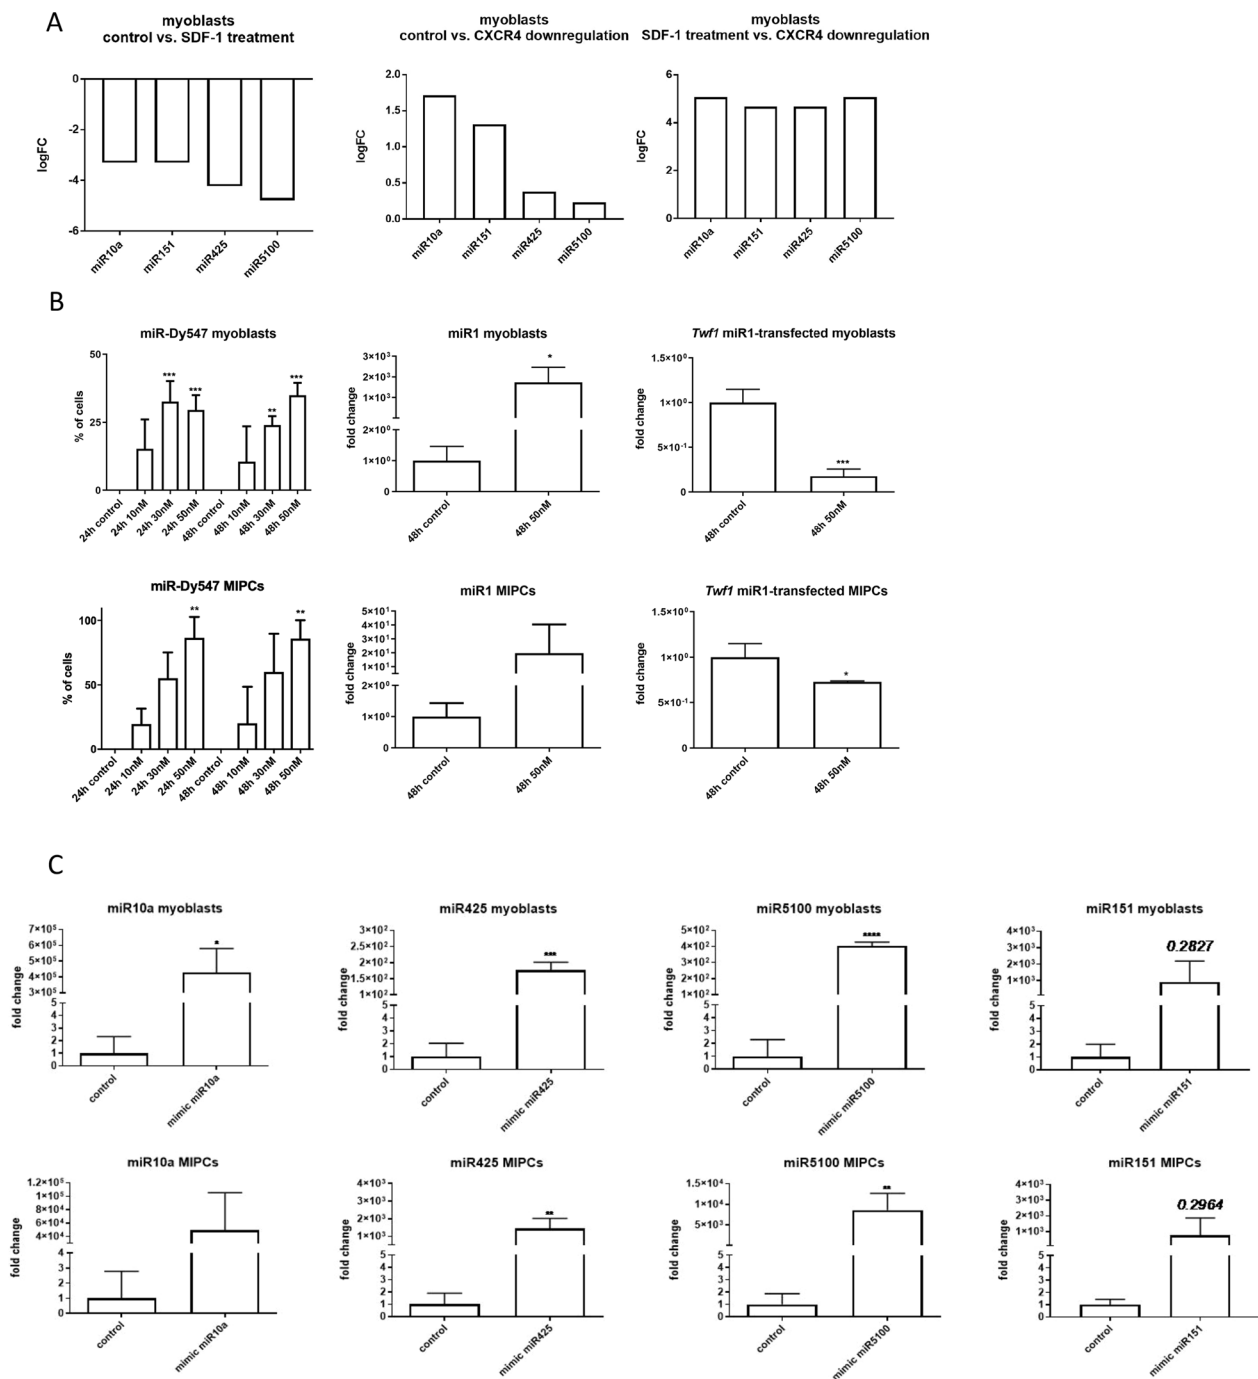 A
myoblasts
control vs. SDF-1 treatment
logFC
0
-2
-4
-6
miR10a
miR151
miR425
miR5100
myoblasts
control vs. CXCR4 downregulation
logFC
2.0
1.5
1.0
0.5
0.0
miR10a
miR151
miR425
miR5100
myoblasts
SDF-1 treatment vs. CXCR4 downregulation
logFC
6
4
2
0
miR10a
miR151
miR425
miR5100
B
miR-Dy547 myoblasts
% of cells
50
25
0
***
***
**
***
24h control
24h 10nM
24h 30nM
24h 50nM
48h control
48h 10nM
48h 30nM
48h 50nM
miR1 myoblasts
fold change
3×10³
2×10³
1×10³
2×10⁰
1×10⁰
0
*
48h control
48h 50nM
Twf1 miR1-transfected myoblasts
fold change
1.5×10⁰
1×10⁰
5×10⁻¹
0
***
48h control
48h 50nM
miR-Dy547 MIPCs
% of cells
100
50
0
**
**
24h control
24h 10nM
24h 30nM
24h 50nM
48h control
48h 10nM
48h 30nM
48h 50nM
miR1 MIPCs
fold change
5×10¹
4×10¹
3×10¹
2×10¹
1×10¹
2×10⁰
1×10⁰
0
48h control
48h 50nM
Twf1 miR1-transfected MIPCs
fold change
1.5×10⁰
1×10⁰
5×10⁻¹
0
*
48h control
48h 50nM
C
miR10a myoblasts
fold change
7×10⁵
6×10⁵
5×10⁵
4×10⁵
3×10⁵
5
4
3
2
1
0
*
control
mimic miR10a
miR425 myoblasts
fold change
3×10²
2.5×10²
2×10²
1.5×10²
1×10²
5
4
3
2
1
0
***
control
mimic miR425
miR5100 myoblasts
fold change
5×10²
4×10²
3×10²
2×10²
1×10²
5
4
3
2
1
0
****
control
mimic miR5100
miR151 myoblasts
fold change
4×10³
3×10³
2×10³
1×10³
5
4
3
2
1
0
0.2827
control
mimic miR151
miR10a MIPCs
fold change
1.2×10⁵
1×10⁵
8×10⁴
6×10⁴
4×10⁴
4
3
2
1
0
control
mimic miR10a
miR425 MIPCs
fold change
4×10³
3×10³
2×10³
1×10³
5
4
3
2
1
0
**
control
mimic miR425
miR5100 MIPCs
fold change
1.5×10⁴
1×10⁴
5×10³
5
4
3
2
1
0
**
control
mimic miR5100
miR151 MIPCs
fold change
4×10³
3×10³
2×10³
1×10³
5
4
3
2
1
0
0.2964
control
mimic miR151